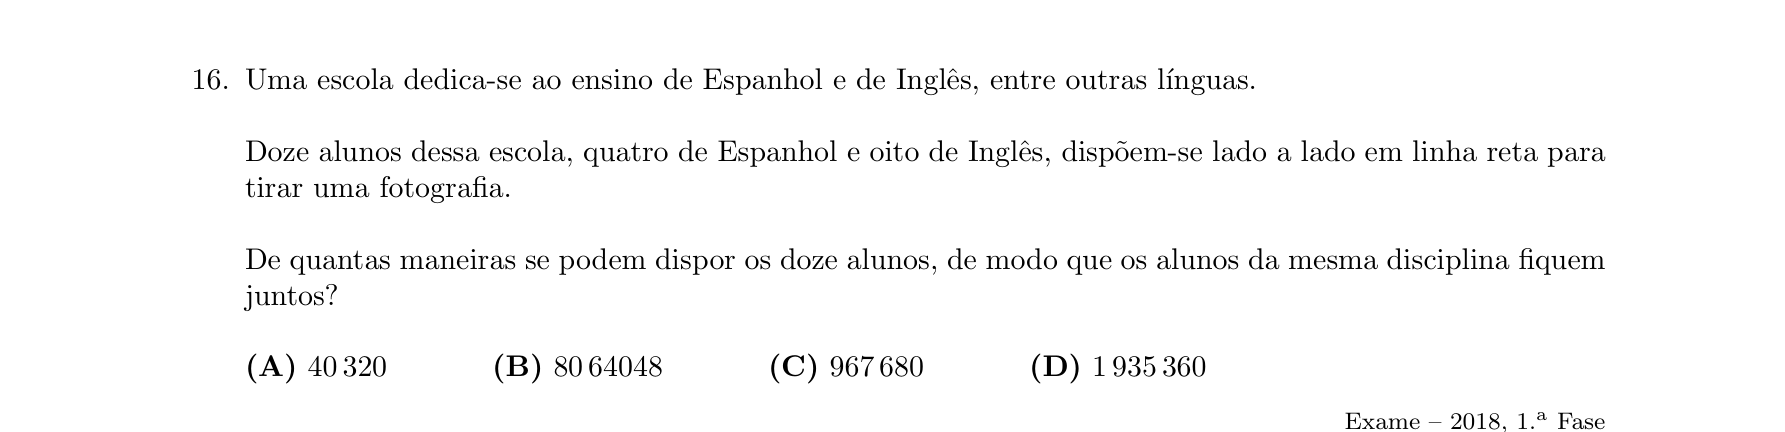 16. Uma escola dedica-se ao ensino de Espanhol e de Inglês, entre outras línguas.
Doze alunos dessa escola, quatro de Espanhol e oito de Inglês, dispõem-se lado a lado em linha reta para
tirar uma fotografia.
De quantas maneiras se podem dispor os doze alunos, de modo que os alunos da mesma disciplina fiquem
juntos?
(A) 40 320 (B) 80 64048 (C) 967 680 (D) 1 935 360
Exame – 2018, 1.ª Fase